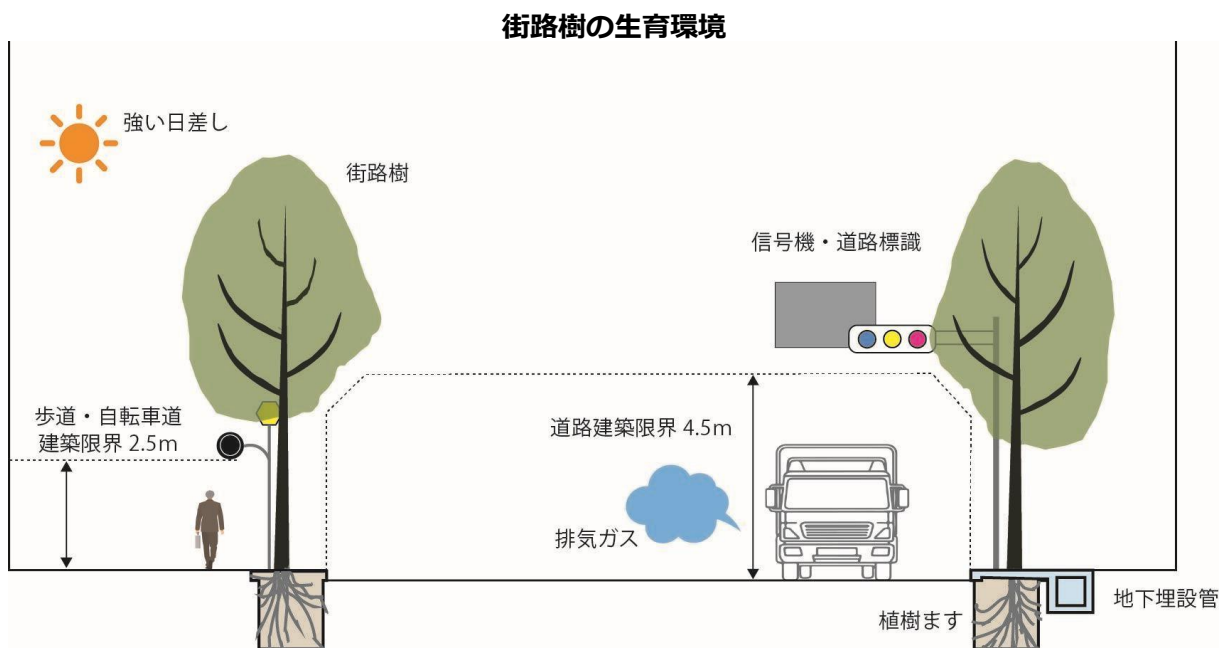 街路樹の生育環境
強い日差し
街路樹
信号機・道路標識
歩道・自転車道
建築限界 2.5m
道路建築限界 4.5m
排気ガス
植樹ます
地下埋設管